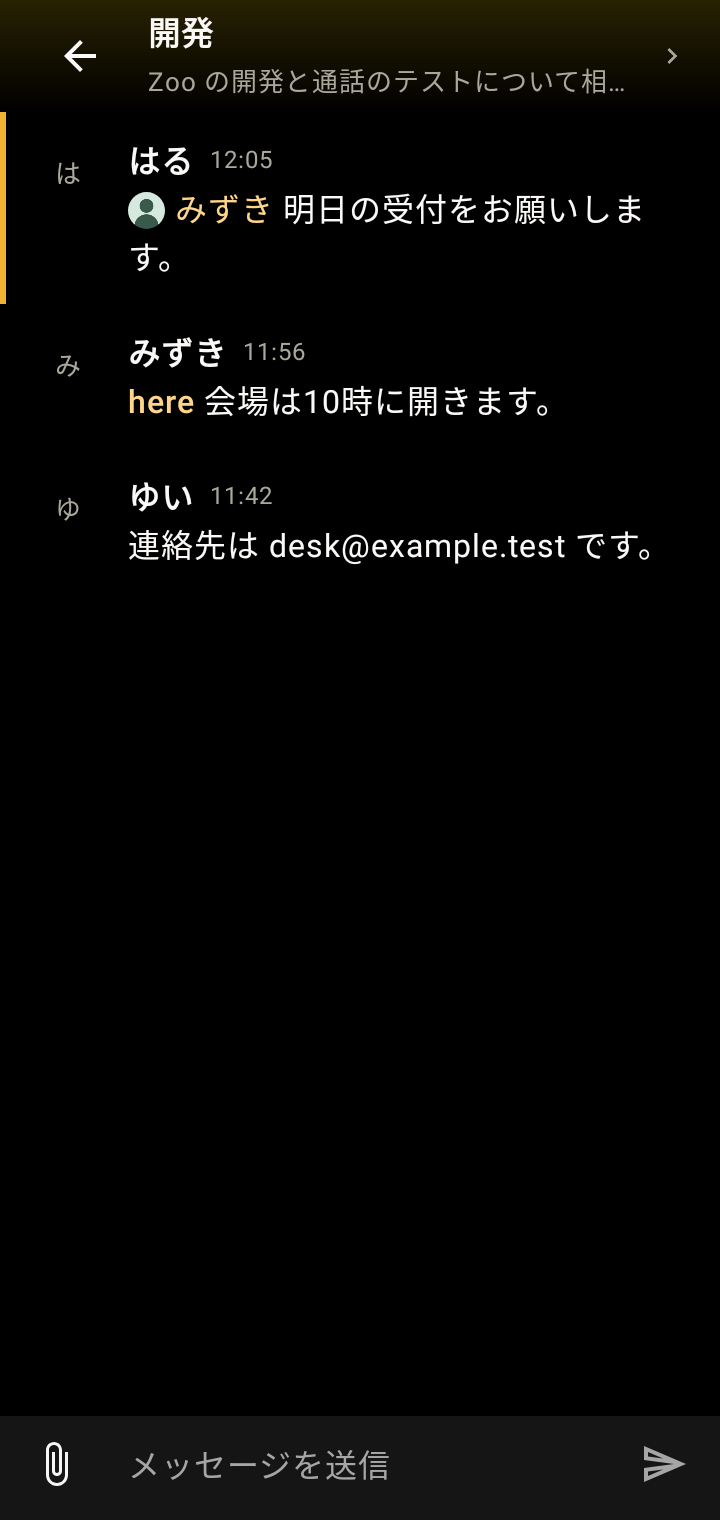 開発
Zoo の開発と通話のテストについて相…
は
はる 12:05
みずき 明日の受付をお願いしま
す。
み
みずき 11:56
here 会場は10時に開きます。
ゆ
ゆい 11:42
連絡先は desk@example.test です。
メッセージを送信